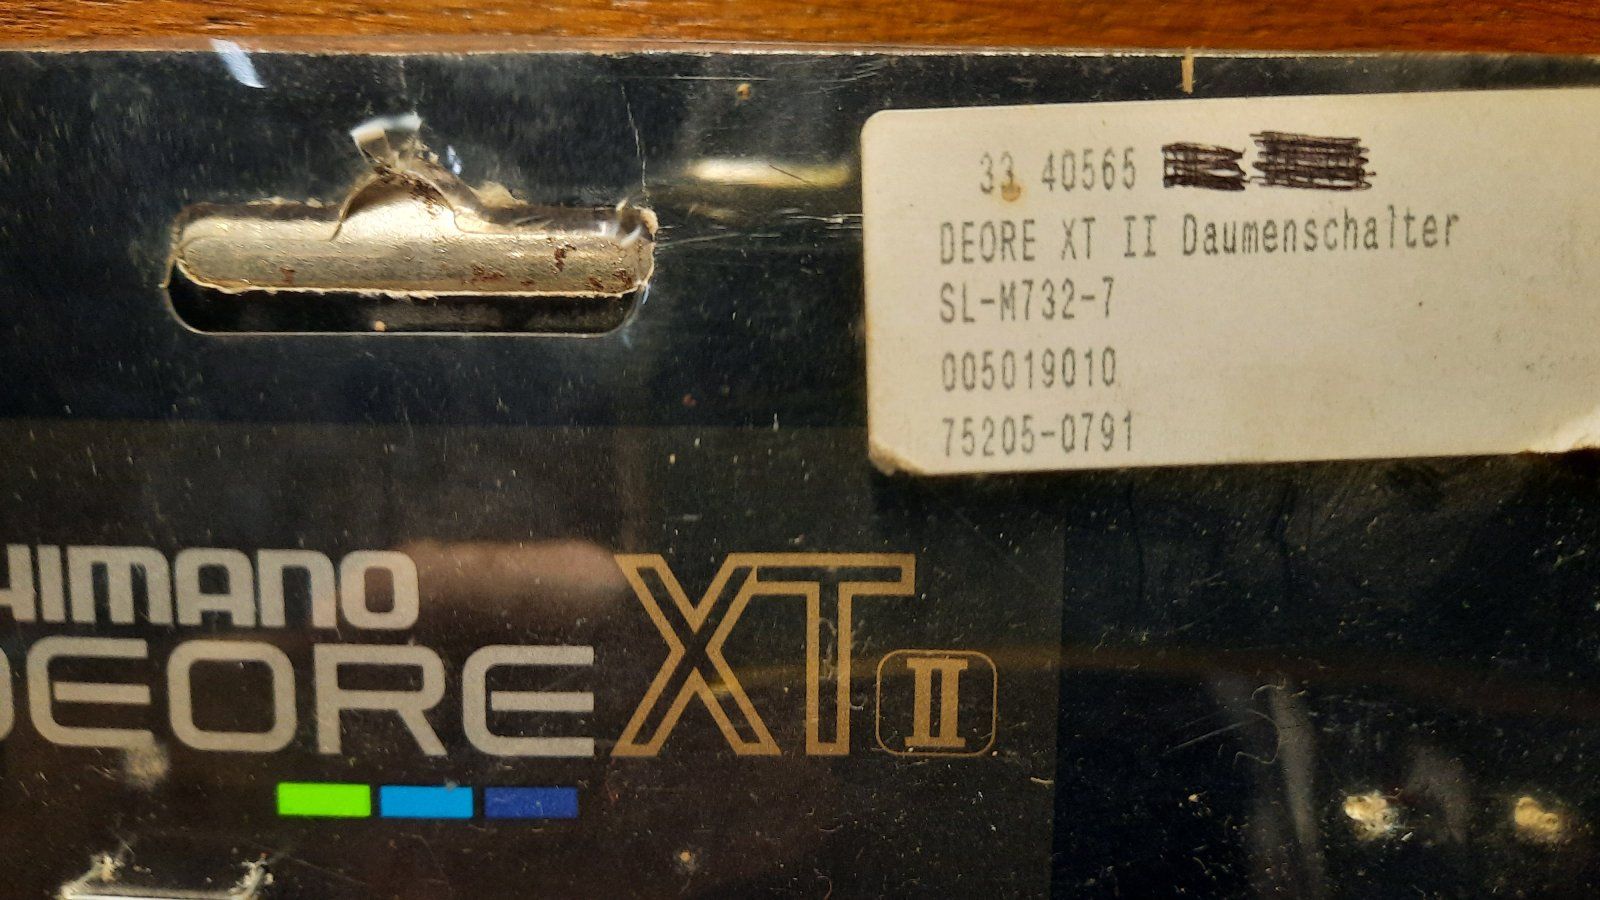 33 40565
DEORE XT II Daumenschalter
SL-M732-7
005019010
75205-0791
HIMANO
DEORE XT II